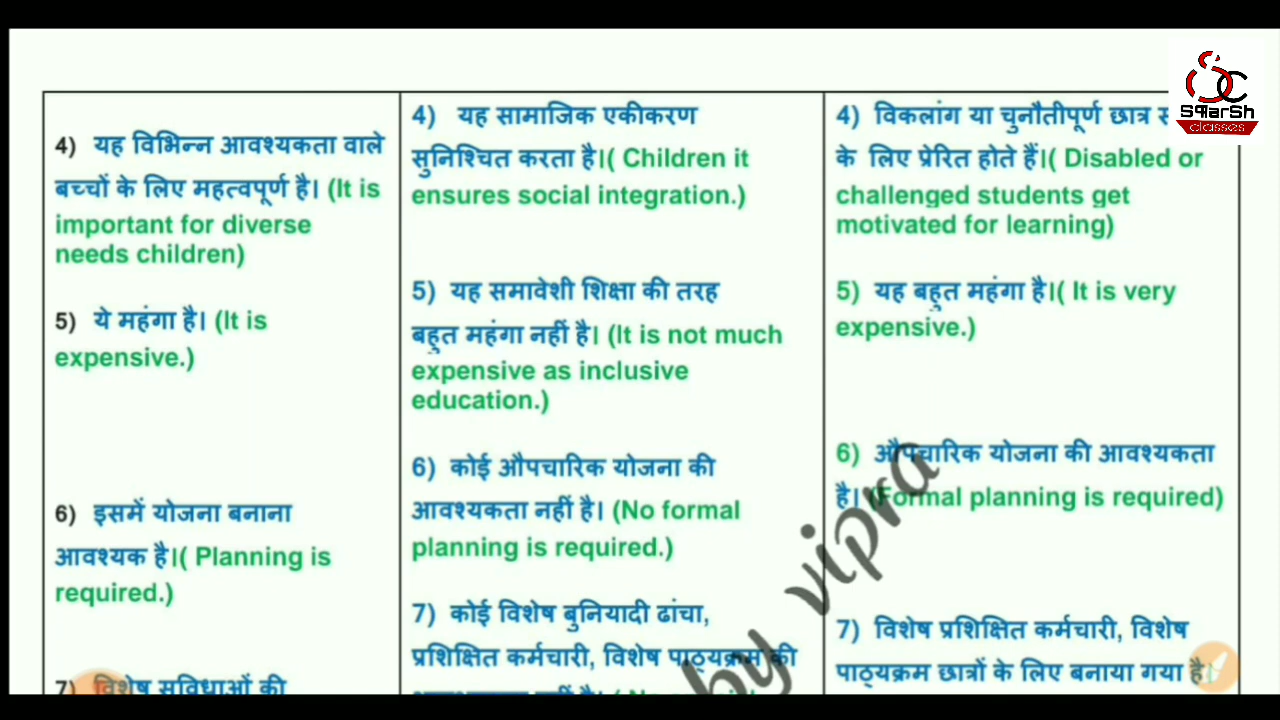 4) यह विभिन्न आवश्यकता वाले
बच्चों के लिए महत्वपूर्ण है। (It is
important for diverse
needs children)
5) ये महंगा है। (It is
expensive.)
6) इसमें योजना बनाना
आवश्यक है।( Planning is
required.)
7) विशेष सुविधाओं की
4) यह सामाजिक एकीकरण
सुनिश्चित करता है।( Children it
ensures social integration.)
5) यह समावेशी शिक्षा की तरह
बहुत महंगा नहीं है। (It is not much
expensive as inclusive
education.)
6) कोई औपचारिक योजना की
आवश्यकता नहीं है। (No formal
planning is required.)
7) कोई विशेष बुनियादी ढांचा,
प्रशिक्षित कर्मचारी, विशेष पाठ्यक्रम की
4) विकलांग या चुनौतीपूर्ण छात्र
के लिए प्रेरित होते हैं।( Disabled or
challenged students get
motivated for learning)
5) यह बहुत महंगा है।( It is very
expensive.)
6) औपचारिक योजना की आवश्यकता
है। (Formal planning is required)
7) विशेष प्रशिक्षित कर्मचारी, विशेष
पाठ्यक्रम छात्रों के लिए बनाया गया है
by vipra
SparSh
classes